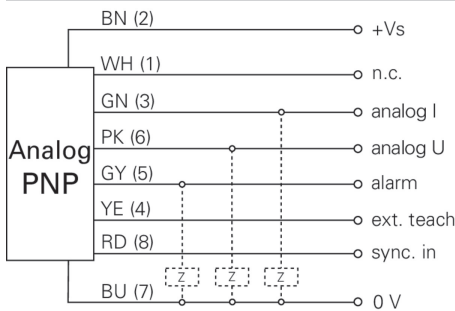 BN (2) +Vs
WH (1) n.c.
GN (3) analog I
PK (6) analog U
Analog
PNP
GY (5) alarm
YE (4) ext. teach
RD (8) sync. in
Z Z Z
BU (7) 0 V